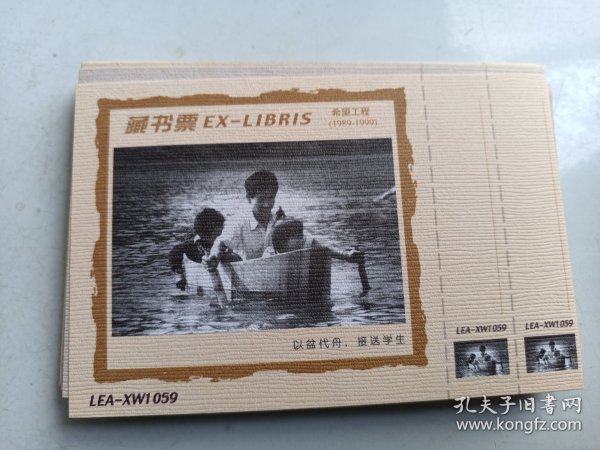 藏书票 EX-LIBRIS
希望工程
(1989-1999)
以盆代舟，接送学生
LEA-XW1059
LEA-XW1059
LEA-XW1059
孔夫子旧书网
www.kongfz.com